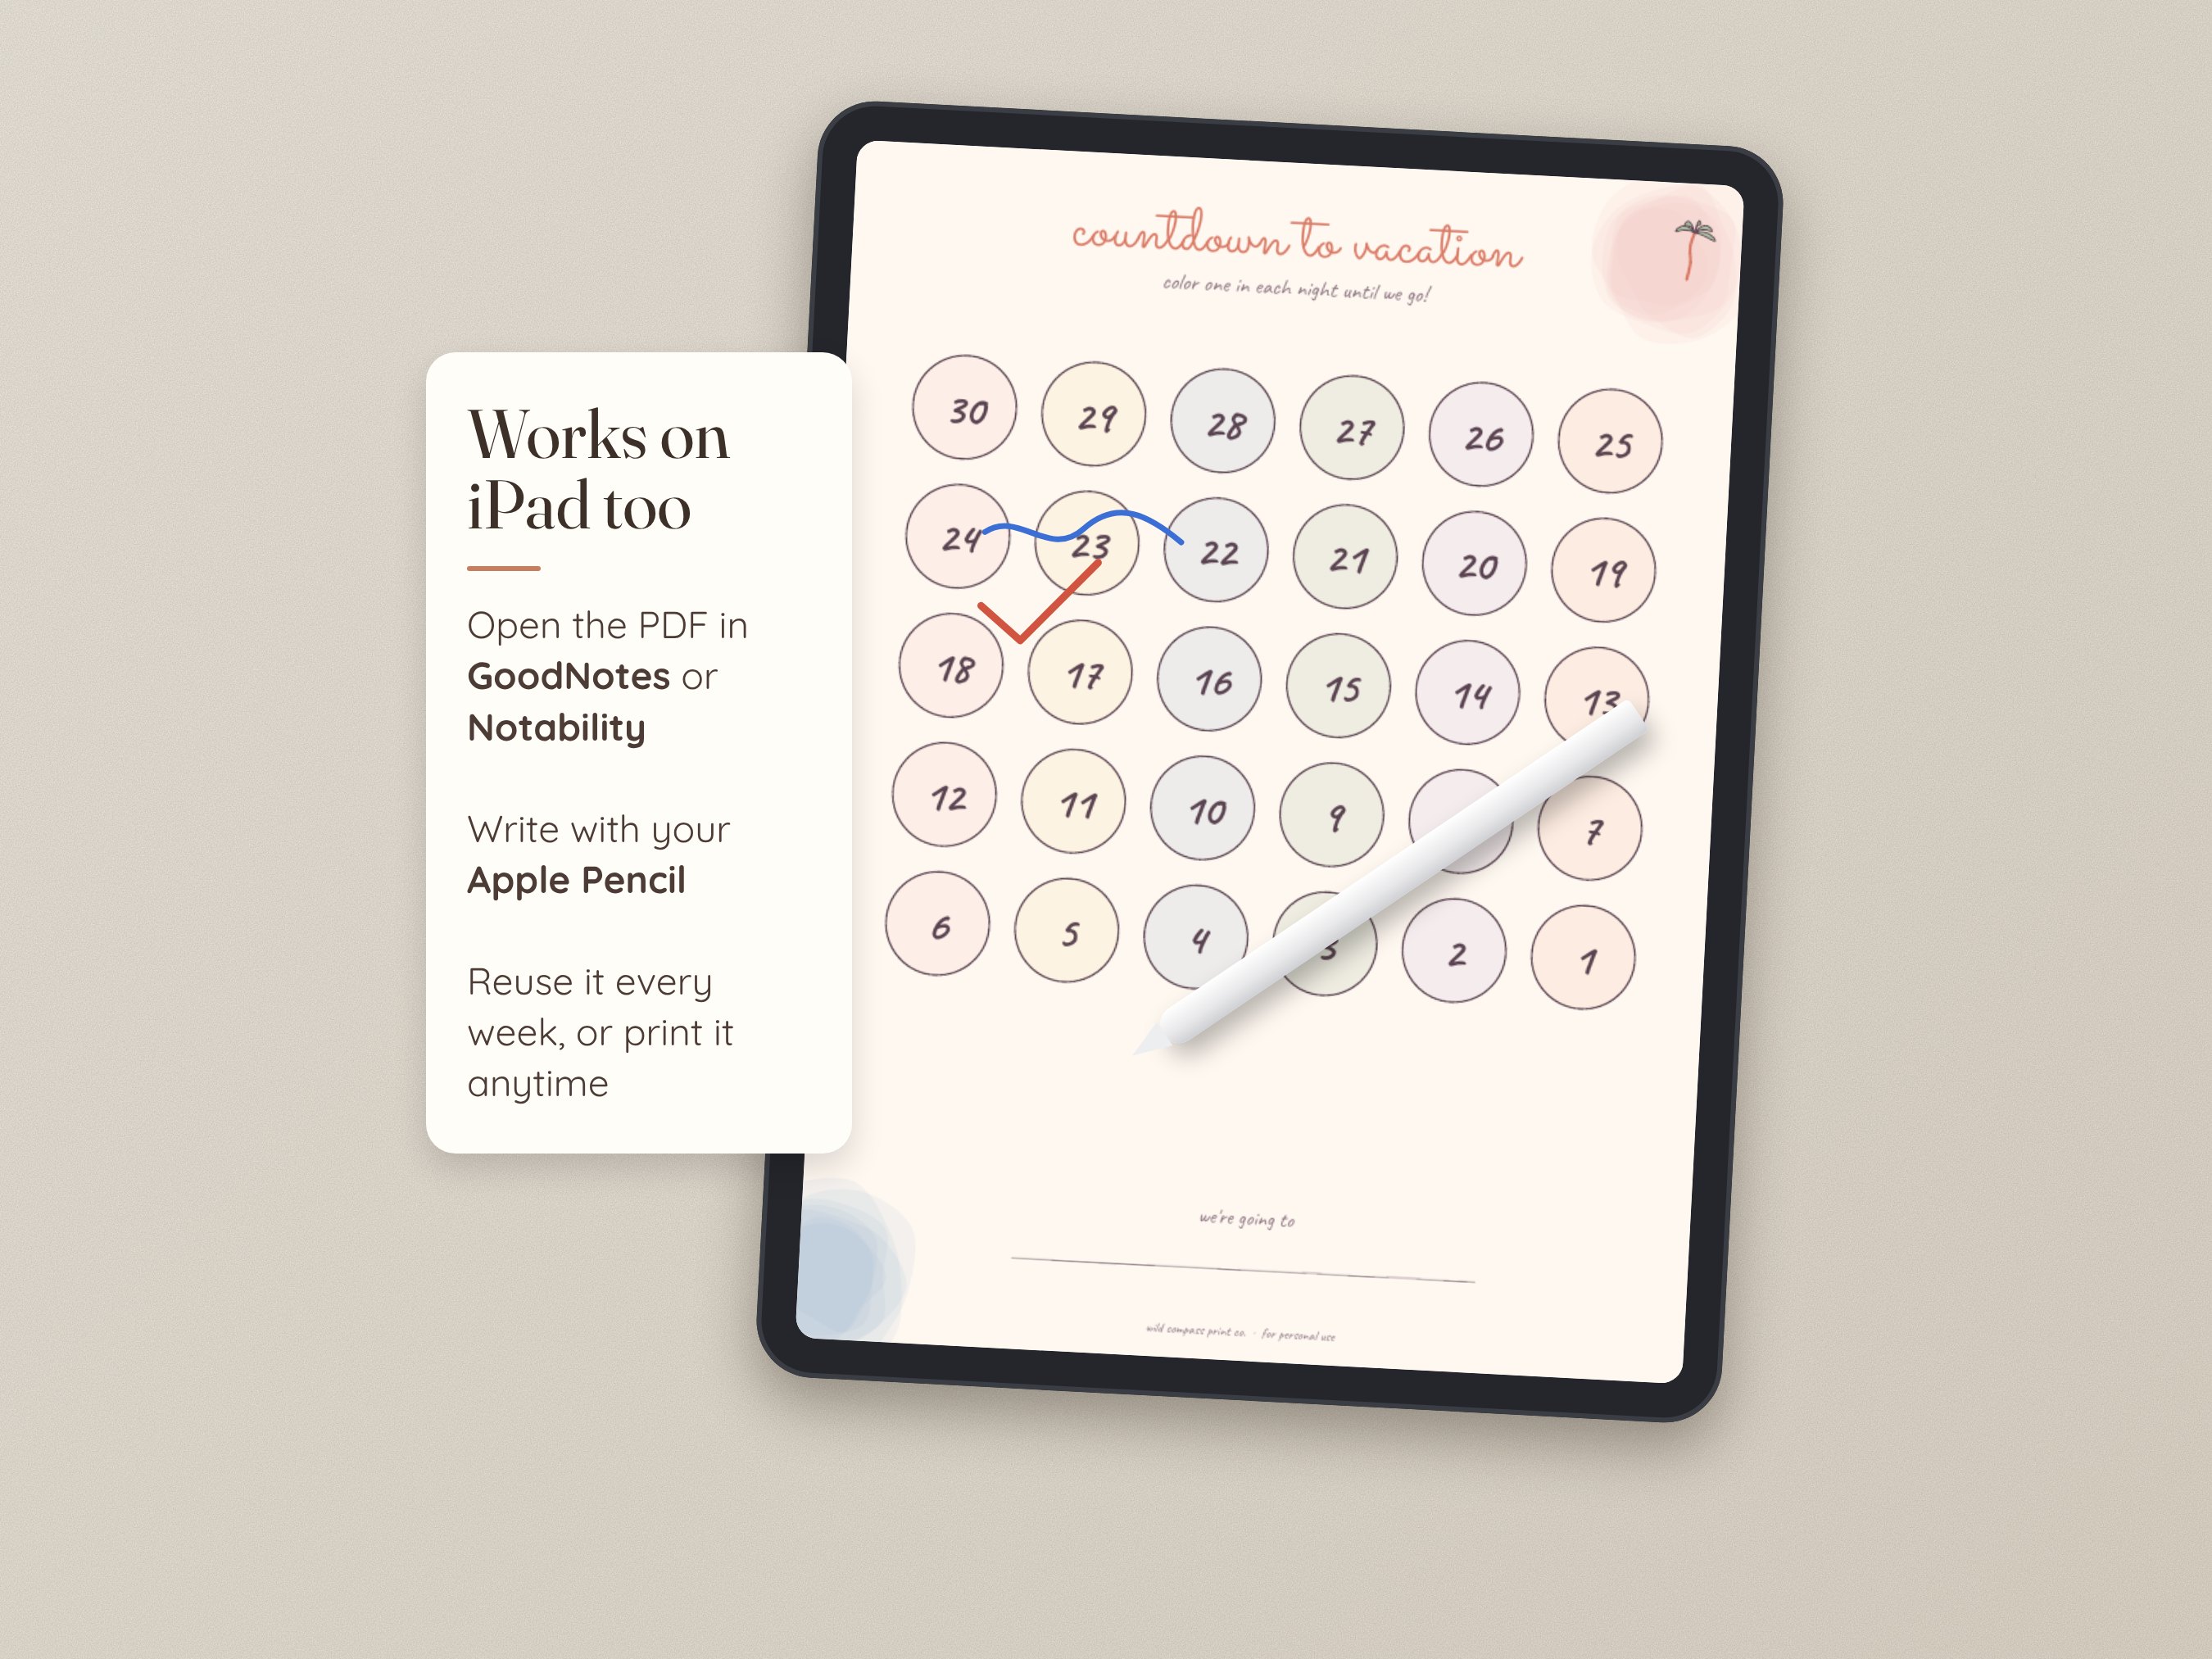 Works on
iPad too
Open the PDF in
GoodNotes or
Notability
Write with your
Apple Pencil
Reuse it every
week, or print it
anytime
countdown to vacation
color one in each night until we go!
30 29 28 27 26 25
24 23 22 21 20 19
18 17 16 15 14 13
12 11 10 9 7
6 5 4 3 2 1
we're going to
wild compass print co. · for personal use